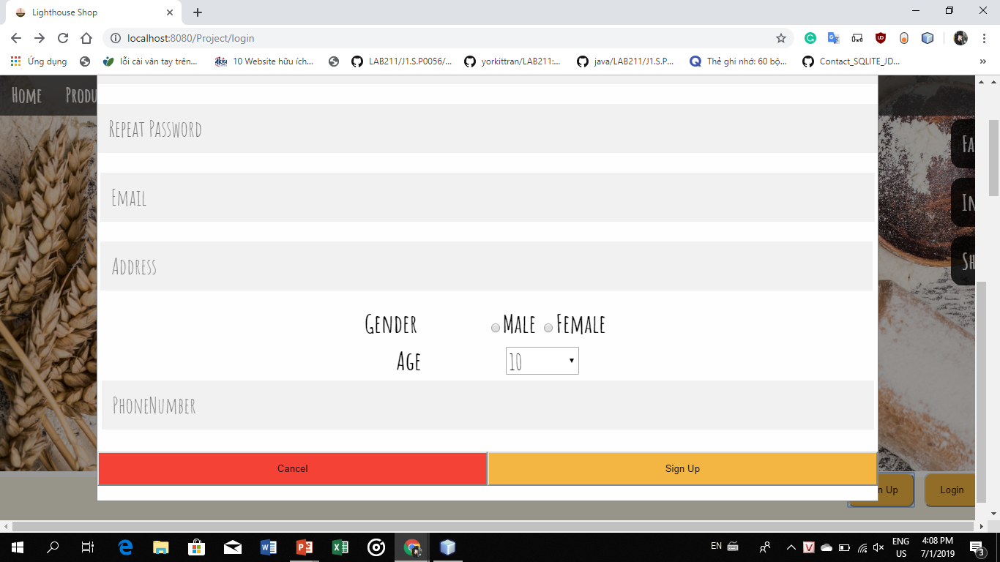 Lighthouse Shop
localhost:8080/Project/login
Ứng dụng
lỗi cài vân tay trên...
10 Website hữu ích...
LAB211/J1.S.P0056/...
yorkittran/LAB211:...
java/LAB211/J1.S.P...
Thẻ ghi nhớ: 60 bộ...
Contact_SQLITE_JD...
»
Home Produ
Fa
In
Sh
Repeat Password
Email
Address
Gender Male Female
Age 10
PhoneNumber
Cancel Sign Up
n Up Login
EN
ENG
US
4:08 PM
7/1/2019
3